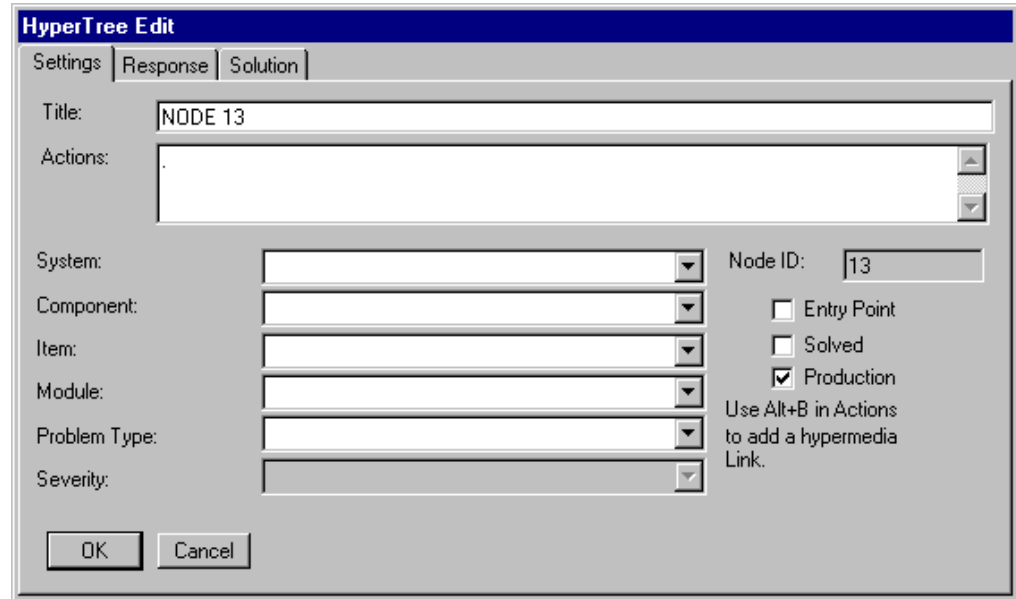 HyperTree Edit
Settings Response Solution
Title: NODE 13
Actions: .
System:
Node ID: 13
Component:
Entry Point
Item:
Solved
Module:
Production
Problem Type:
Use Alt+B in Actions
to add a hypermedia
Link.
Severity:
OK Cancel